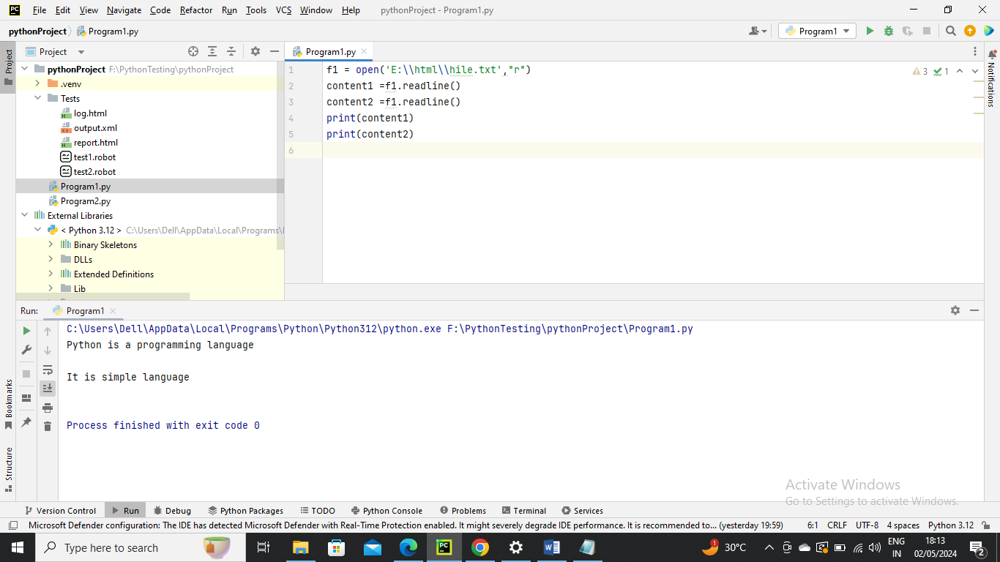 PC File Edit View Navigate Code Refactor Run Tools VCS Window Help pythonProject - Program1.py
pythonProject Program1.py Program1
Project
Project
Program1.py
Notifications
pythonProject F:\PythonTesting\pythonProject
.venv
Tests
log.html
output.xml
report.html
test1.robot
test2.robot
Program1.py
Program2.py
External Libraries
< Python 3.12 > C:\Users\Dell\AppData\Local\Programs\
Binary Skeletons
DLLs
Extended Definitions
Lib
1 f1 = open('E:\\html\\hile.txt',"r")
2 content1 =f1.readline()
3 content2 =f1.readline()
4 print(content1)
5 print(content2)
6
3 1
Run: Program1
C:\Users\Dell\AppData\Local\Programs\Python\Python312\python.exe F:\PythonTesting\pythonProject\Program1.py
Python is a programming language
It is simple language
Process finished with exit code 0
Bookmarks
Structure
Activate Windows
Go to Settings to activate Windows.
Version Control Run Debug Python Packages TODO Python Console Problems Terminal Services
Microsoft Defender configuration: The IDE has detected Microsoft Defender with Real-Time Protection enabled. It might severely degrade IDE performance. It is recommended to... (yesterday 19:59) 6:1 CRLF UTF-8 4 spaces Python 3.12
Type here to search
PC
W
1
30°C
ENG
IN
18:13
02/05/2024
2